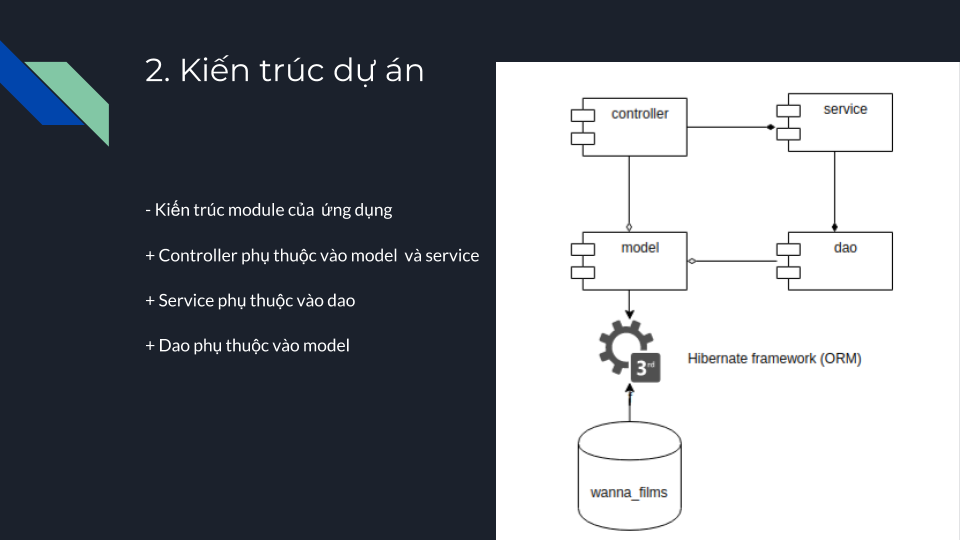 2. Kiến trúc dự án
- Kiến trúc module của  ứng dụng
+ Controller phụ thuộc vào model  và service
+ Service phụ thuộc vào dao
+ Dao phụ thuộc vào model
controller
service
model
dao
3rd
Hibernate framework (ORM)
wanna_films